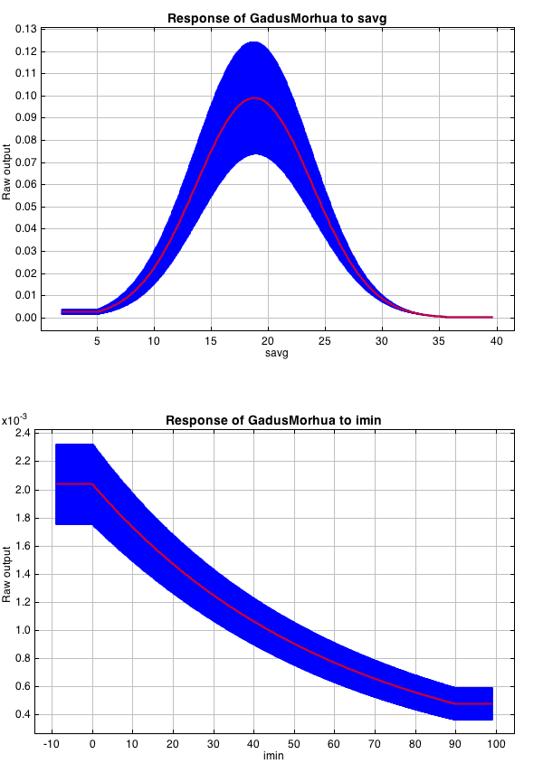 Response of GadusMorhua to savg
0.13
0.12
0.11
0.10
0.09
0.08
0.07
0.06
0.05
0.04
0.03
0.02
0.01
0.00
Raw output
5 10 15 20 25 30 35 40
savg
x10-3
Response of GadusMorhua to imin
2.4
2.2
2.0
1.8
1.6
1.4
1.2
1.0
0.8
0.6
0.4
Raw output
-10 0 10 20 30 40 50 60 70 80 90 100
imin